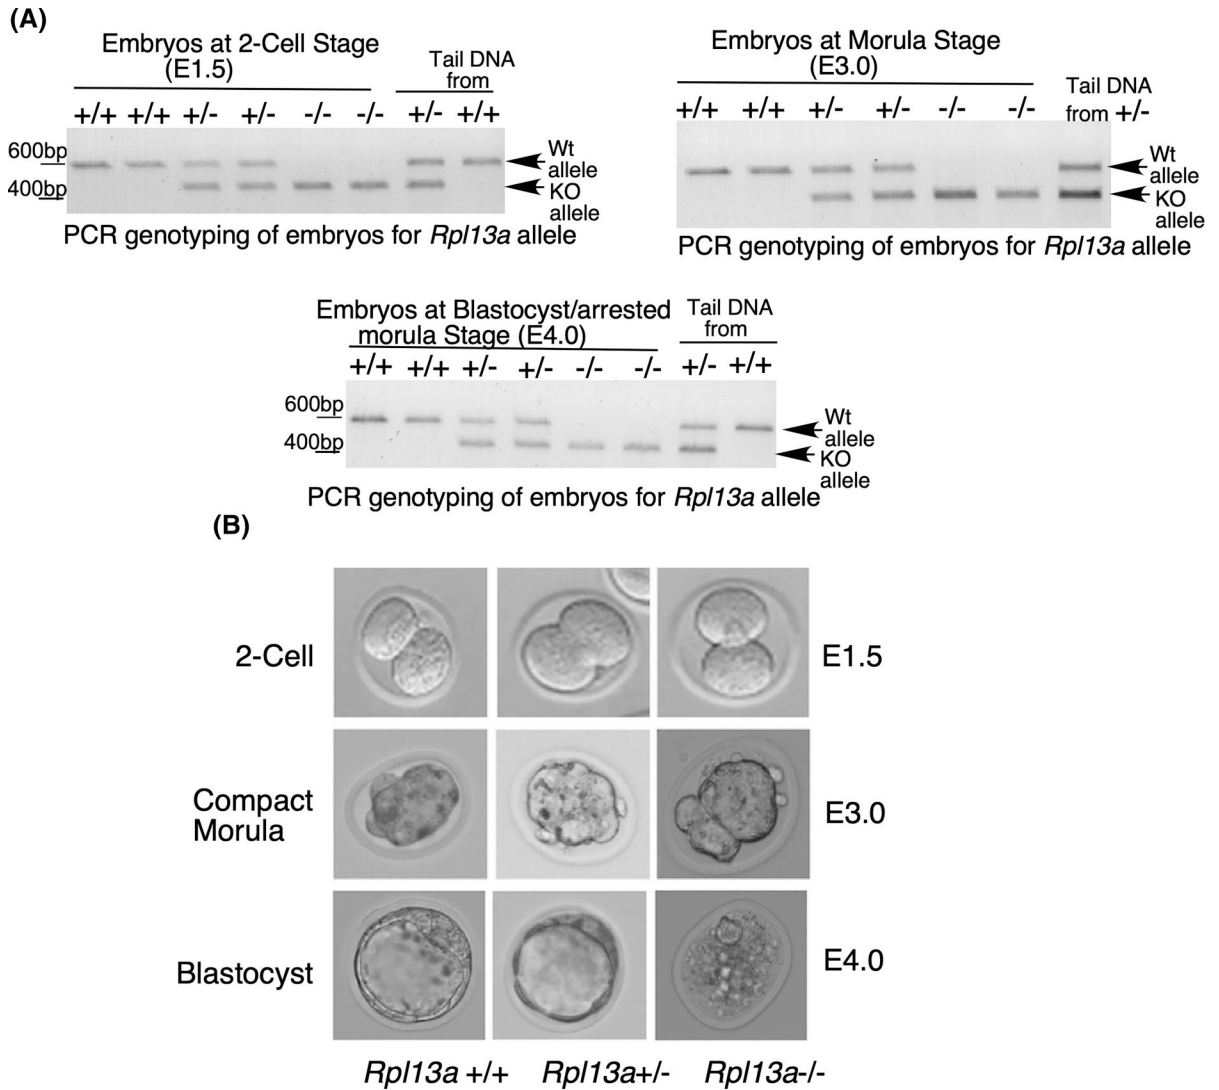 (A)
Embryos at 2-Cell Stage
(E1.5)
Tail DNA
from
+/+ +/+ +/- +/- -/- -/- +/- +/+
600bp
400bp
Wt
allele
KO
allele
PCR genotyping of embryos for Rpl13a allele
Embryos at Morula Stage
(E3.0)
Tail DNA
from +/-
+/+ +/+ +/- +/- -/- -/-
Wt
allele
KO
allele
PCR genotyping of embryos for Rpl13a allele
Embryos at Blastocyst/arrested
morula Stage (E4.0)
Tail DNA
from
+/+ +/+ +/- +/- -/- -/- +/- +/+
600bp
400bp
Wt
allele
KO
allele
PCR genotyping of embryos for Rpl13a allele
(B)
2-Cell
E1.5
Compact
Morula
E3.0
Blastocyst
E4.0
Rpl13a +/+ Rpl13a+/- Rpl13a-/-